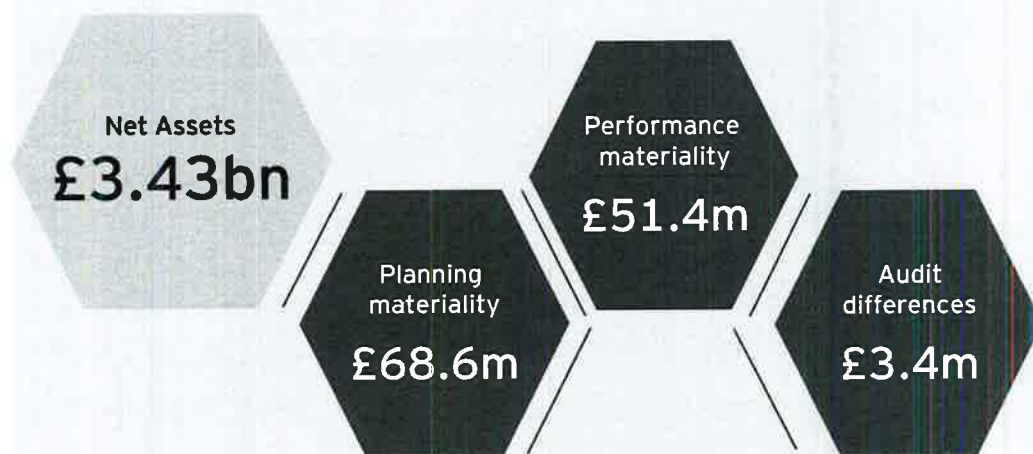 Net Assets
£3.43bn
Planning
materiality
£68.6m
Performance
materiality
£51.4m
Audit
differences
£3.4m